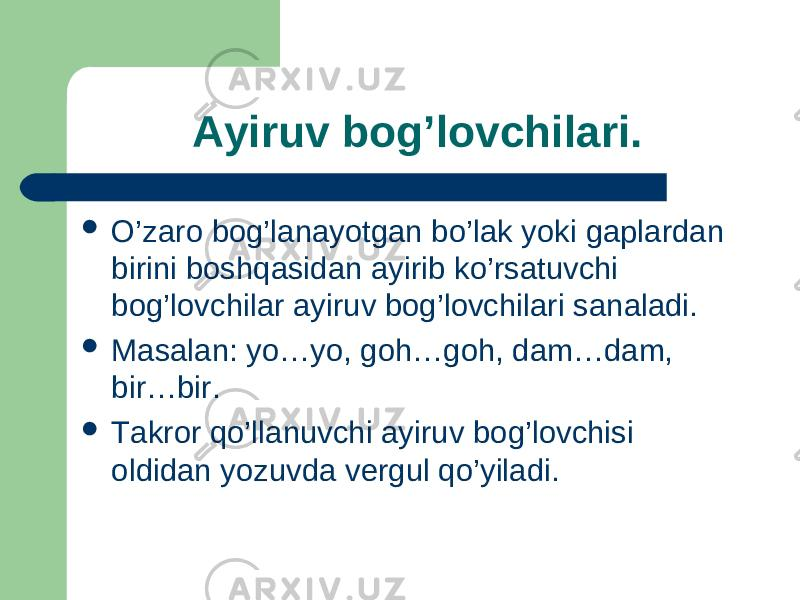 ARXIV.UZ
Ayiruv bog’lovchilari.
O’zaro bog’lanayotgan bo’lak yoki gaplardan
birini boshqasidan ayirib ko’rsatuvchi
bog’lovchilar ayiruv bog’lovchilari sanaladi.
Masalan: yo…yo, goh…goh, dam…dam,
bir…bir.
Takror qo’llanuvchi ayiruv bog’lovchisi
oldidan yozuvda vergul qo’yiladi.
ARXIV.UZ
ARXIV.UZ
ARXIV.UZ